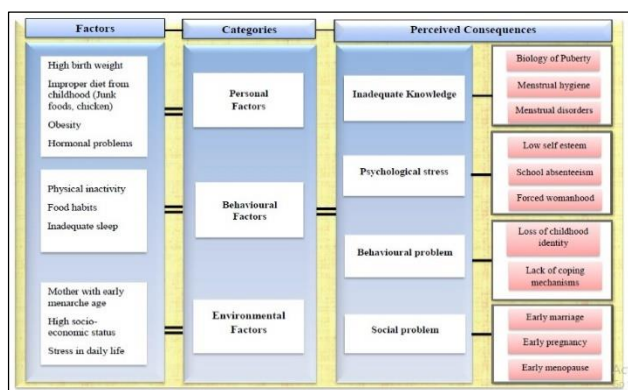 Factors
Categories
Perceived Consequences
High birth weight
Improper diet from
childhood (Junk
foods, chicken)
Obesity
Hormonal problems
Physical inactivity
Food habits
Inadequate sleep
Mother with early
menarche age
High socio-
economic status
Stress in daily life
Personal
Factors
Behavioural
Factors
Environmental
Factors
Inadequate Knowledge
Psychological stress
Behavioural problem
Social problem
Biology of Puberty
Menstrual hygiene
Menstrual disorders
Low self esteem
School absenteeism
Forced womanhood
Loss of childhood
identity
Lack of coping
mechanisms
Early marriage
Early pregnancy
Early menopause